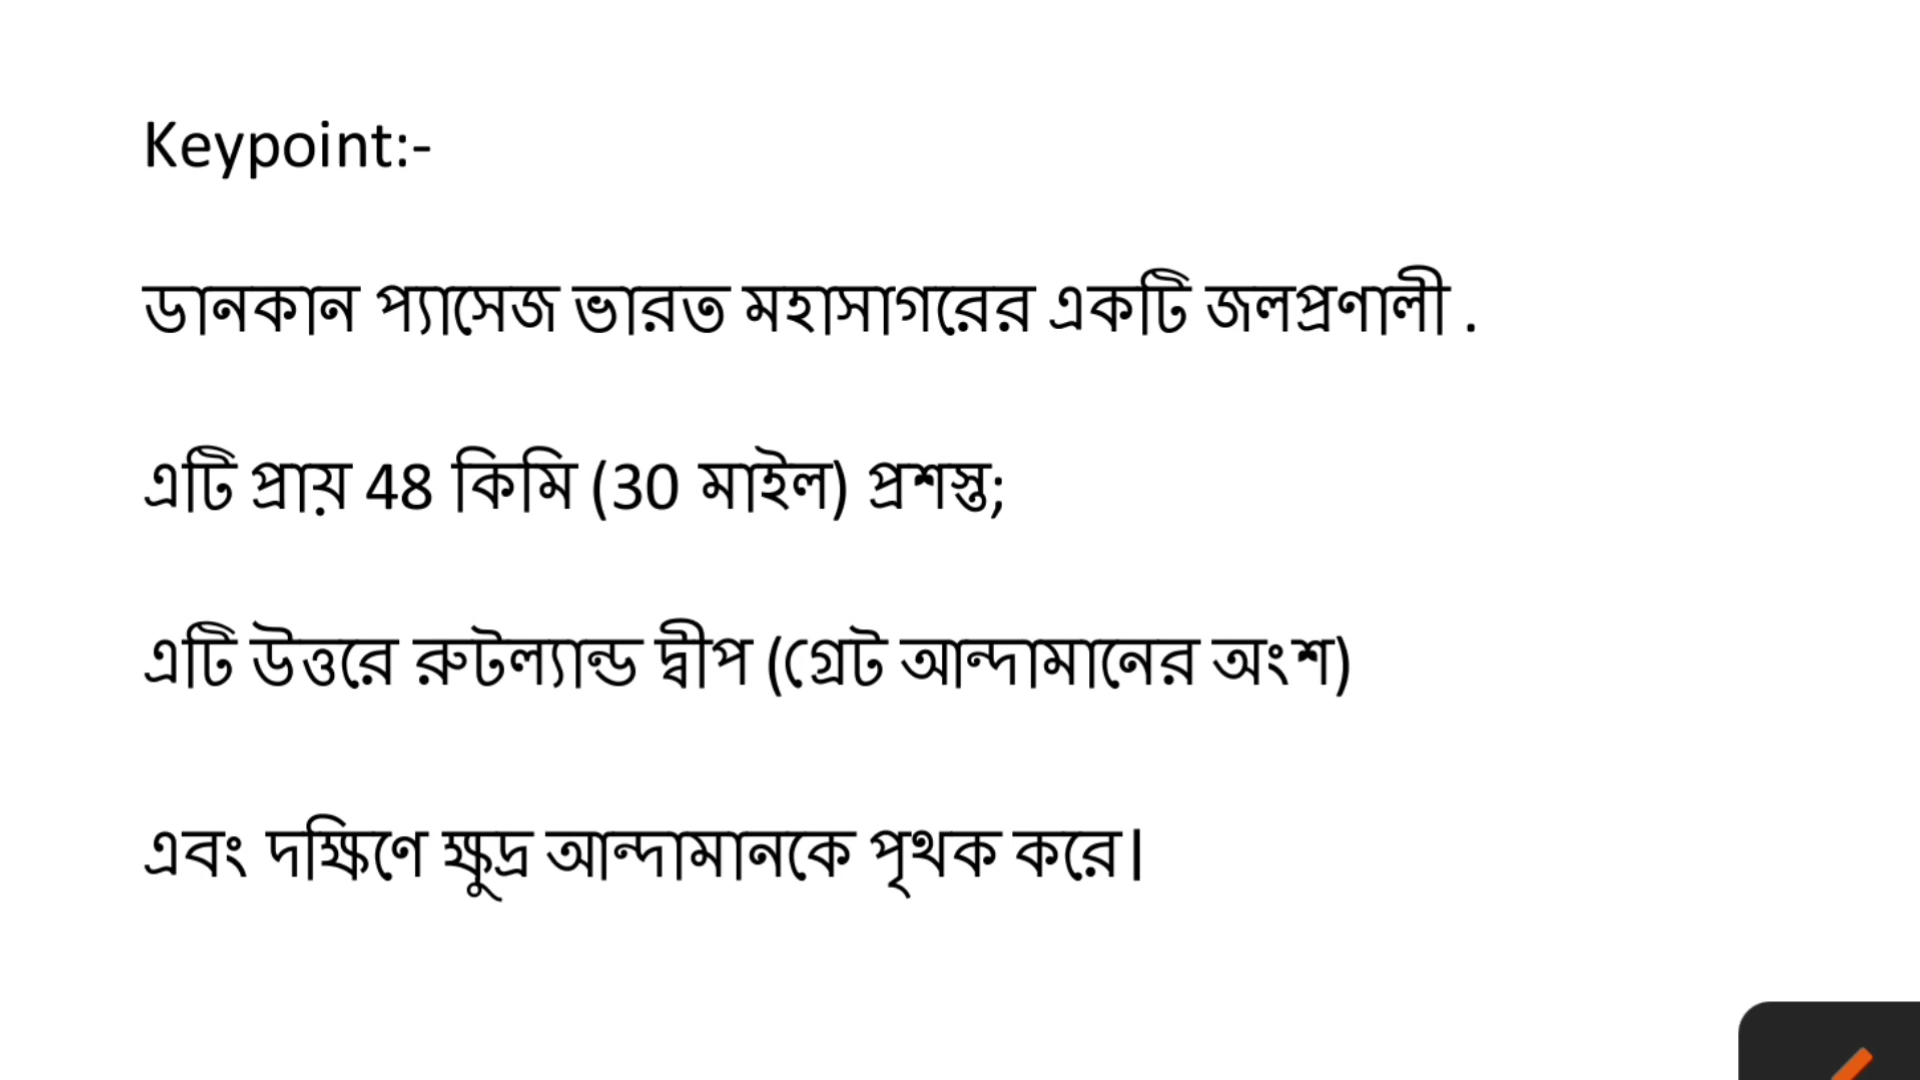 Keypoint:-
ডানকান প্যাসেজ ভারত মহাসাগরের একটি জলপ্রণালী .
এটি প্রায় 48 কিমি (30 মাইল) প্রশস্ত;
এটি উত্তরে রুটল্যান্ড দ্বীপ (গ্রেট আন্দামানের অংশ)
এবং দক্ষিণে ক্ষুদ্র আন্দামানকে পৃথক করে।